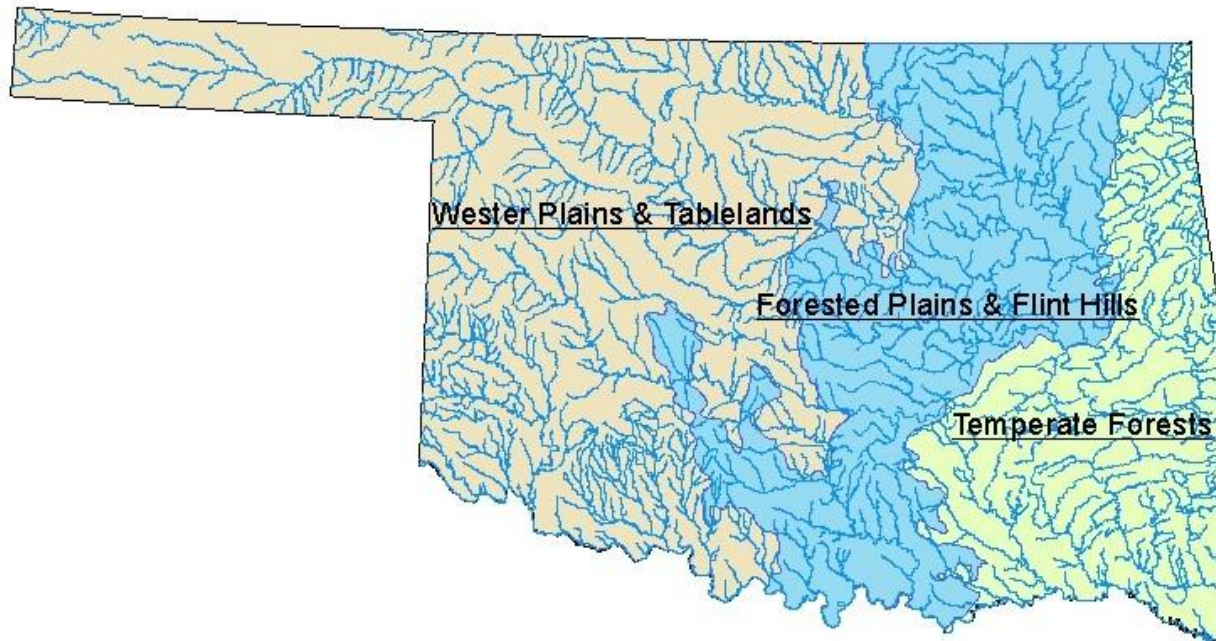 Wester Plains & Tablelands
Forested Plains & Flint Hills
Temperate Forests